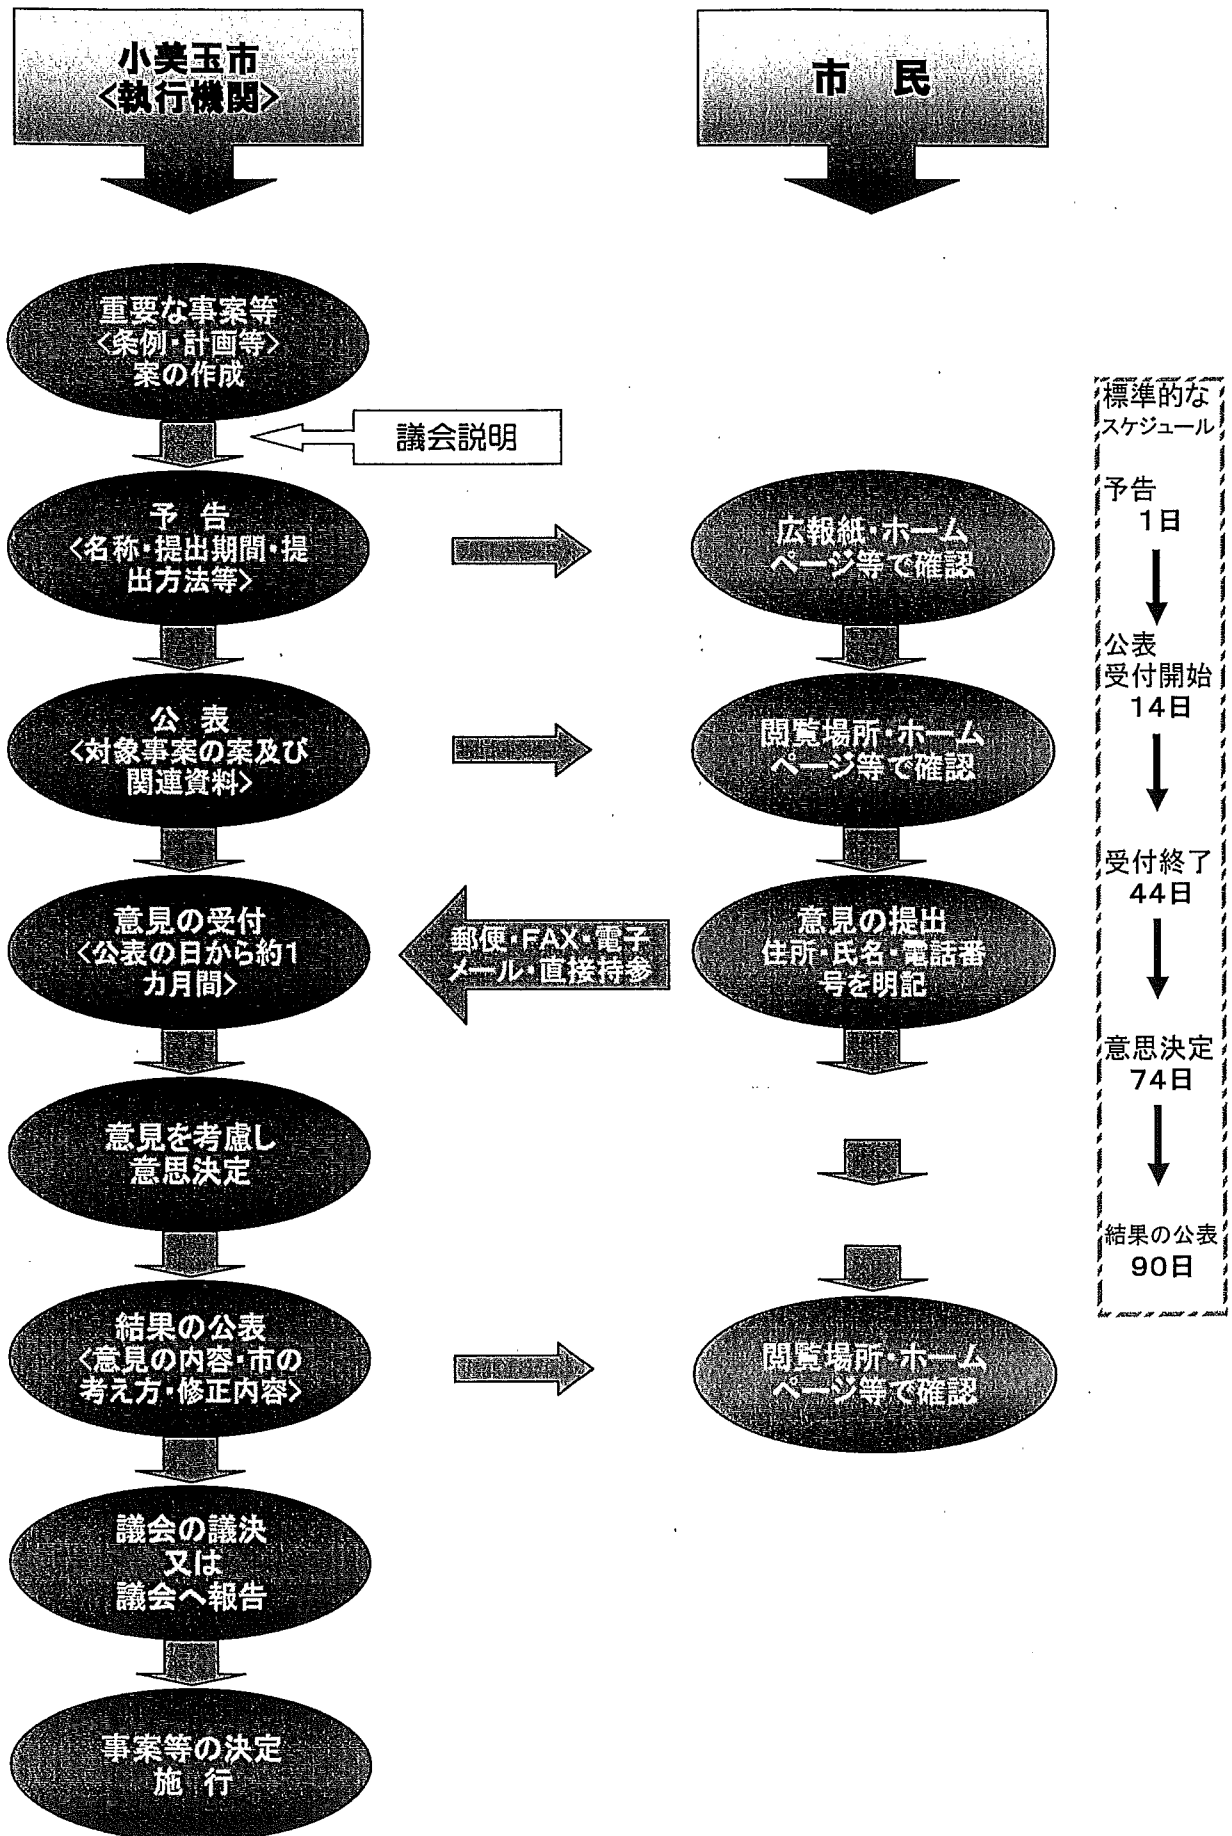 小美玉市
<執行機関>
市 民
重要な事案等
<条例・計画等>
案の作成
議会説明
予 告
<名称・提出期間・提
出方法等>
広報紙・ホーム
ページ等で確認
公 表
<対象事案の案及び
関連資料>
閲覧場所・ホーム
ページ等で確認
意見の受付
<公表の日から約1
カ月間>
郵便・FAX・電子
メール・直接持参
意見の提出
住所・氏名・電話番
号を明記
意見を考慮し
意思決定
結果の公表
<意見の内容・市の
考え方・修正内容>
閲覧場所・ホーム
ページ等で確認
議会の議決
又は
議会へ報告
事案等の決定
施 行
標準的な
スケジュール
予告
1日
公表
受付開始
14日
受付終了
44日
意思決定
74日
結果の公表
90日